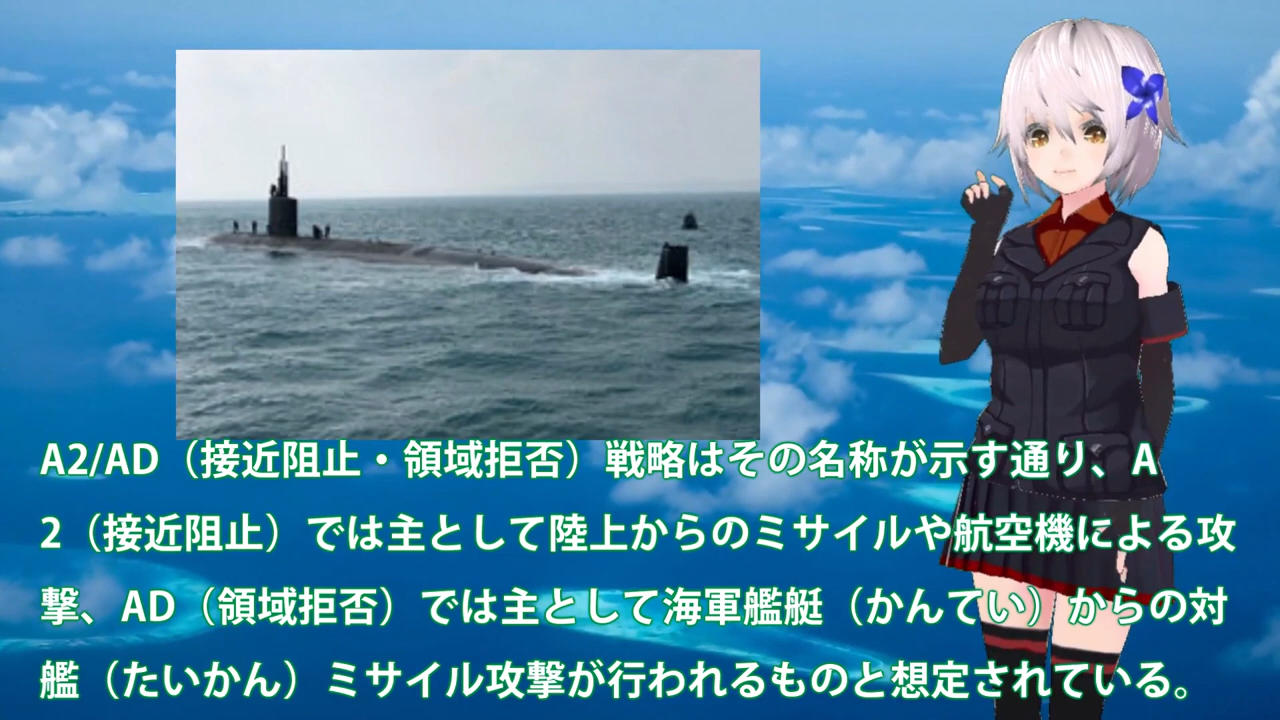 A2/AD（接近阻止・領域拒否）戦略はその名称が示す通り、A
2（接近阻止）では主として陸上からのミサイルや航空機による攻
撃、AD（領域拒否）では主として海軍艦艇（かんてい）からの対
艦（たいかん）ミサイル攻撃が行われるものと想定されている。